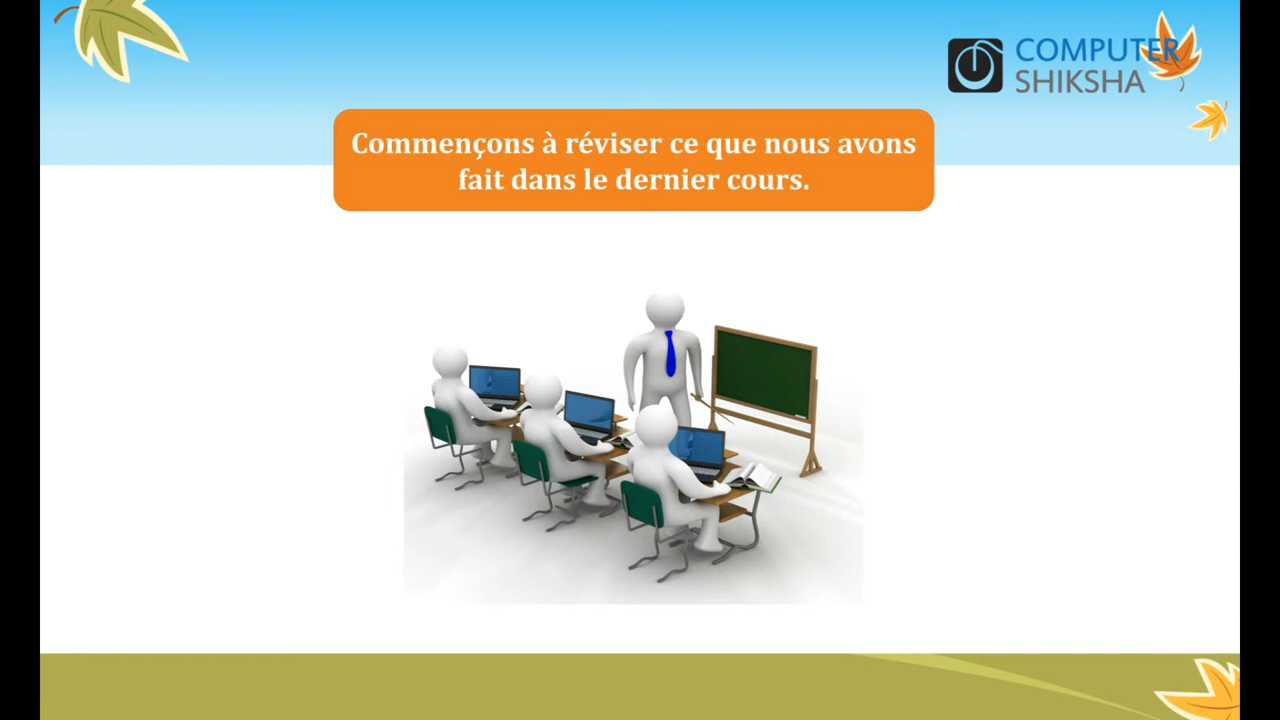 COMPUTER
SHIKSHA
Commençons à réviser ce que nous avons
fait dans le dernier cours.